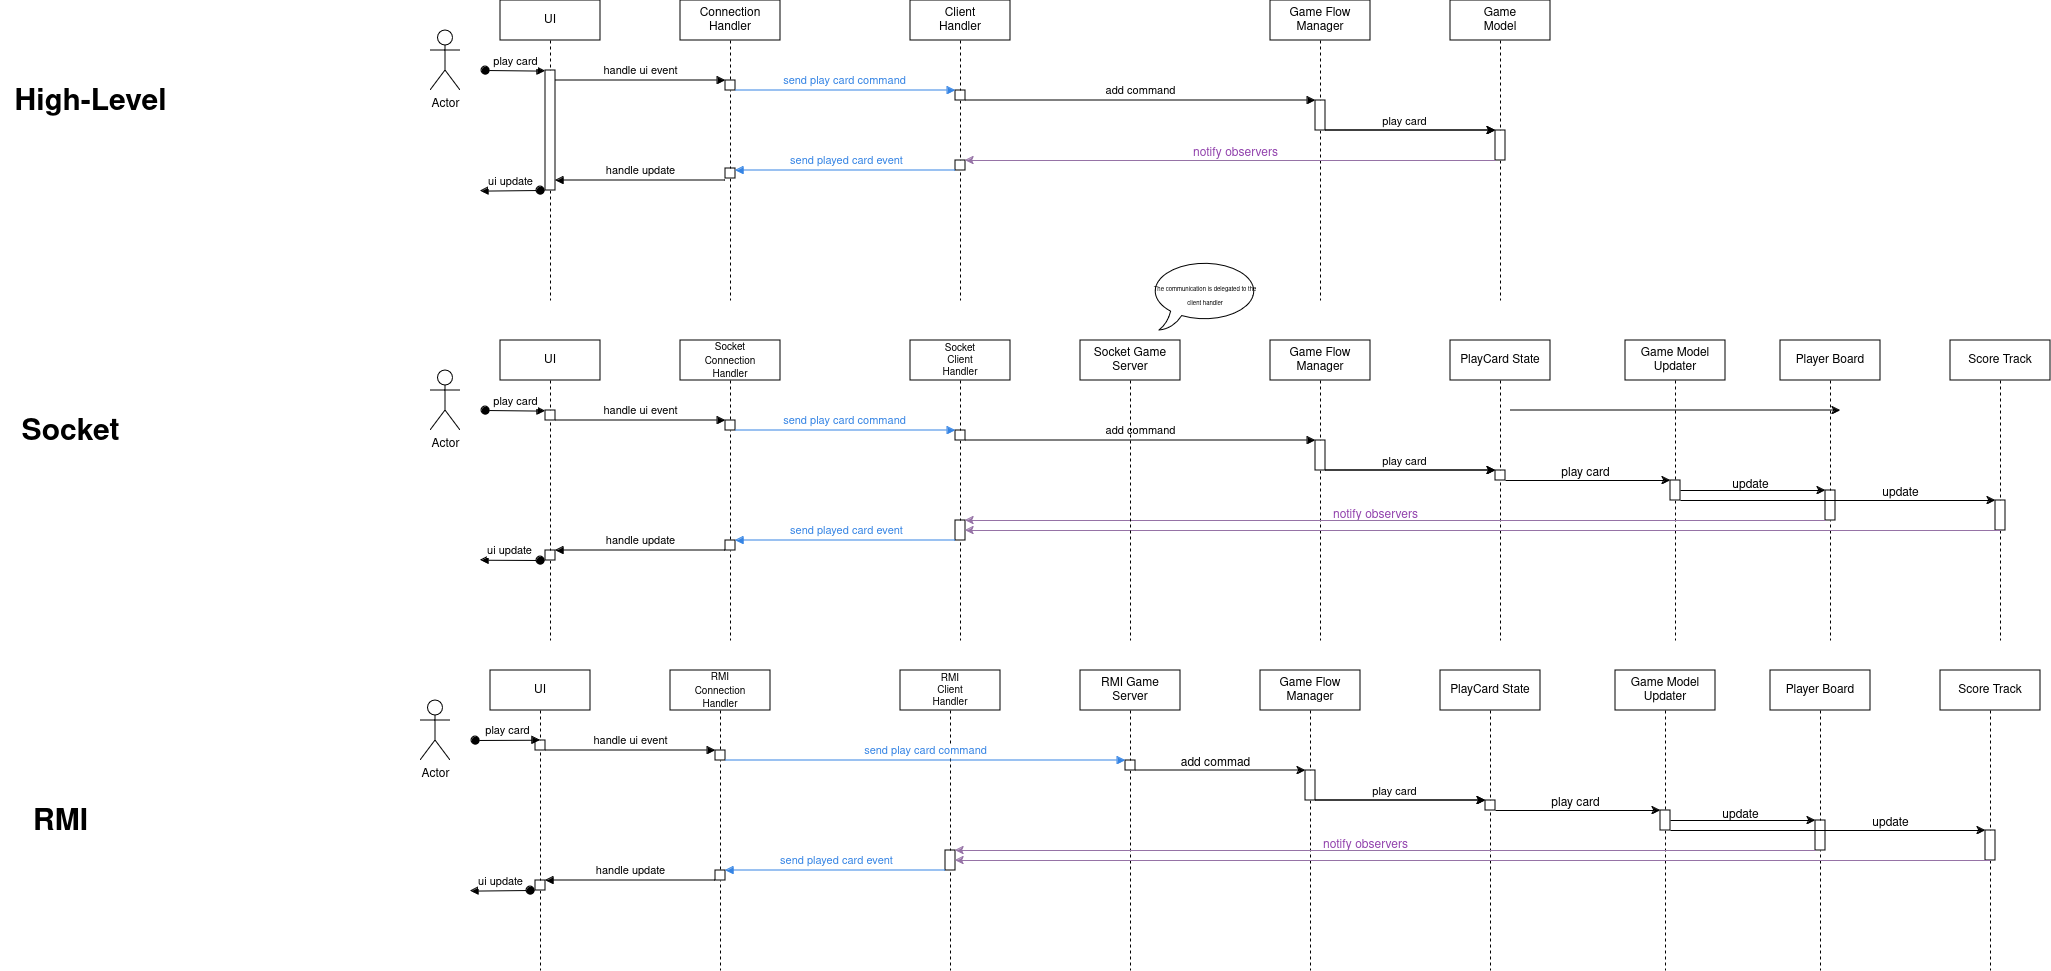 High-Level
UI
Connection
Handler
Client
Handler
Game Flow
Manager
Game
Model
Actor
play card
handle ui event
send play card command
add command
play card
notify observers
send played card event
handle update
ui update
The communication is delegated to the
client handler
Socket
UI
Socket
Connection
Handler
Socket
Client
Handler
Socket Game
Server
Game Flow
Manager
PlayCard State
Game Model
Updater
Player Board
Score Track
Actor
play card
handle ui event
send play card command
add command
play card
play card
update
update
notify observers
send played card event
handle update
ui update
RMI
UI
RMI
Connection
Handler
RMI
Client
Handler
RMI Game
Server
Game Flow
Manager
PlayCard State
Game Model
Updater
Player Board
Score Track
Actor
play card
handle ui event
send play card command
add commad
play card
play card
update
update
notify observers
send played card event
handle update
ui update